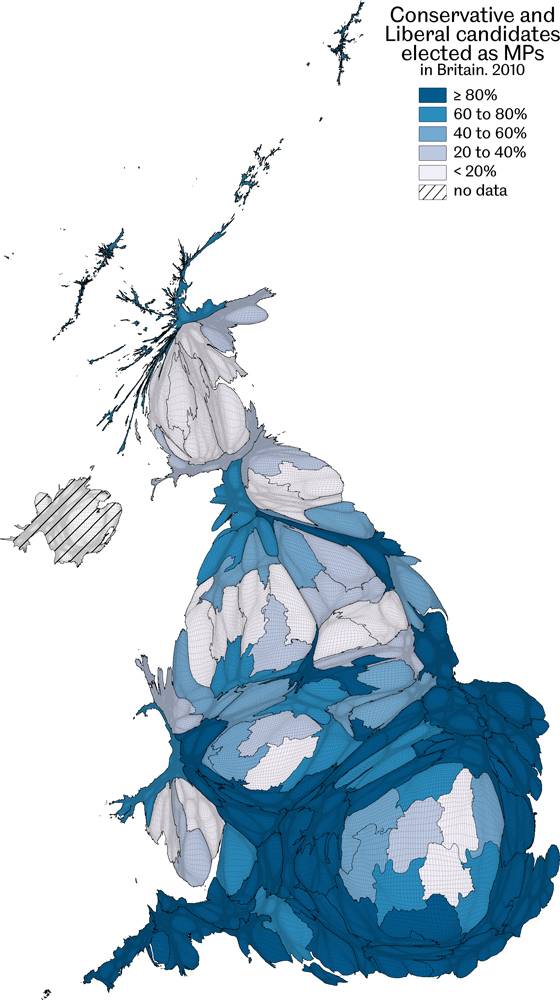 Conservative and
Liberal candidates
elected as MPs
in Britain. 2010
≥ 80%
60 to 80%
40 to 60%
20 to 40%
< 20%
no data